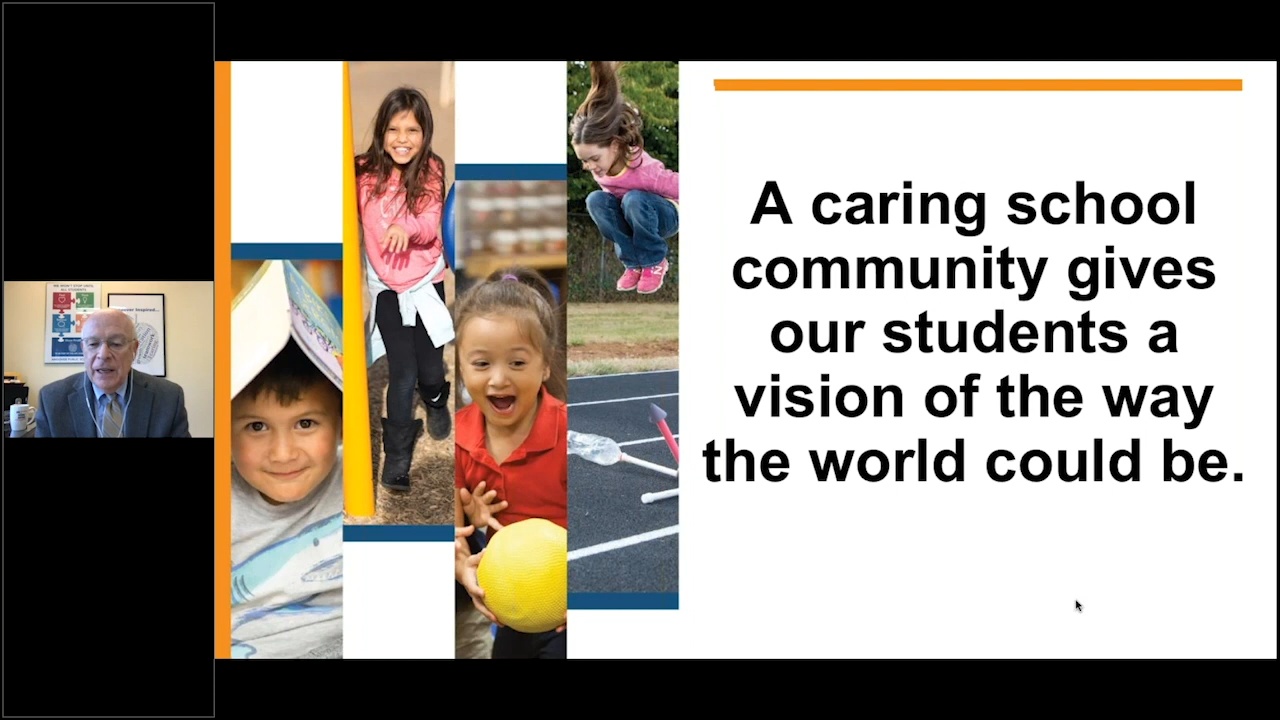 A caring school
community gives
our students a
vision of the way
the world could be.